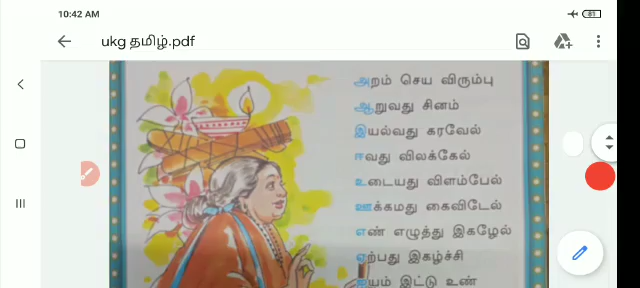 10:42 AM
81
ukg தமிழ்.pdf
அறம் செய விரும்பு
ஆறுவது சினம்
இயல்வது கரவேல்
ஈவது விலக்கேல்
உடையது விளம்பேல்
ஊக்கமது கைவிடேல்
எண் எழுத்து இகழேல்
ஏற்பது இகழ்ச்சி
ஐயம் இட்டு உண்